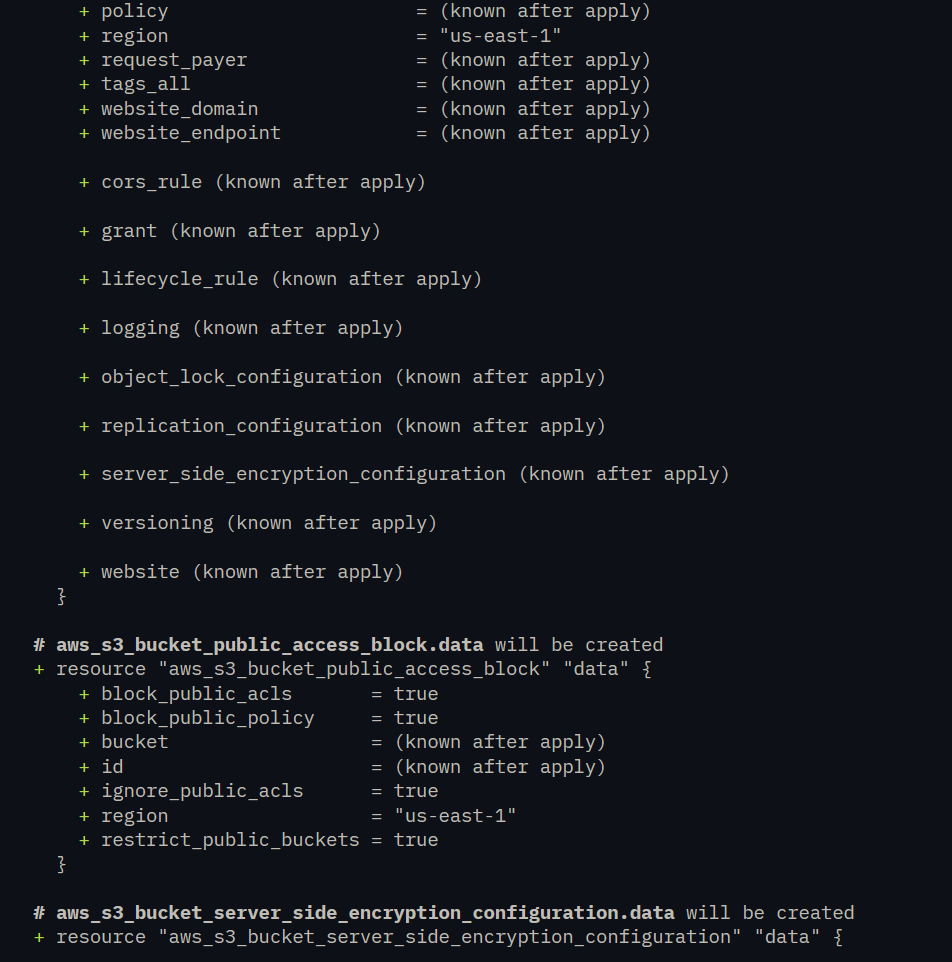 + policy                      = (known after apply)
+ region                      = "us-east-1"
+ request_payer               = (known after apply)
+ tags_all                    = (known after apply)
+ website_domain              = (known after apply)
+ website_endpoint            = (known after apply)
+ cors_rule (known after apply)
+ grant (known after apply)
+ lifecycle_rule (known after apply)
+ logging (known after apply)
+ object_lock_configuration (known after apply)
+ replication_configuration (known after apply)
+ server_side_encryption_configuration (known after apply)
+ versioning (known after apply)
+ website (known after apply)
}
# aws_s3_bucket_public_access_block.data will be created
+ resource "aws_s3_bucket_public_access_block" "data" {
+ block_public_acls       = true
+ block_public_policy     = true
+ bucket                  = (known after apply)
+ id                      = (known after apply)
+ ignore_public_acls      = true
+ region                  = "us-east-1"
+ restrict_public_buckets = true
}
# aws_s3_bucket_server_side_encryption_configuration.data will be created
+ resource "aws_s3_bucket_server_side_encryption_configuration" "data" {